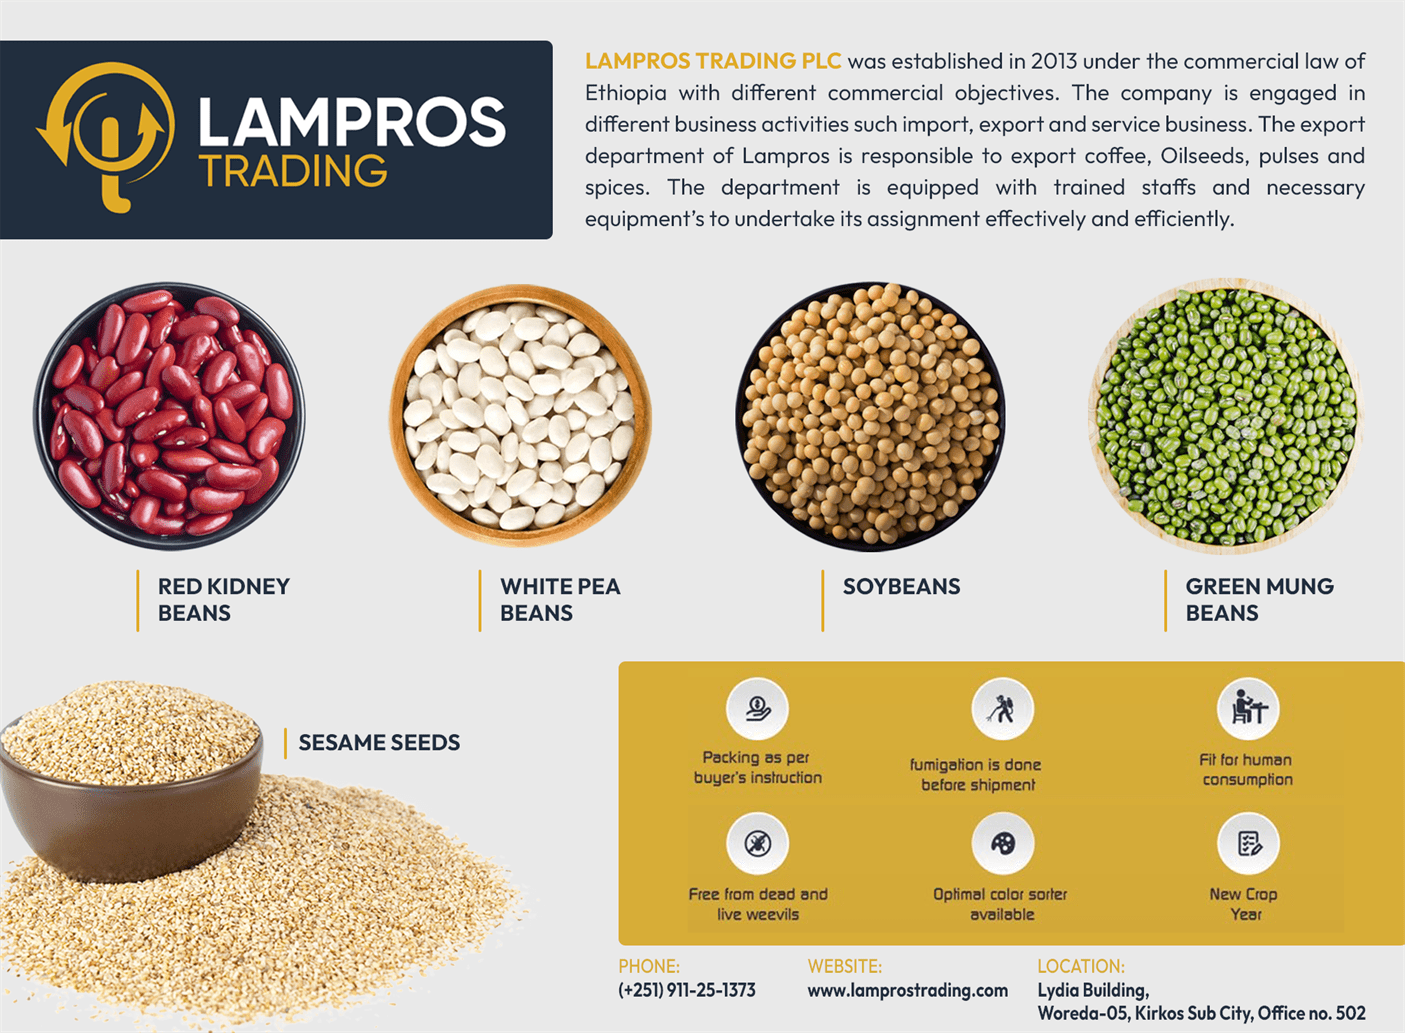 LAMPROS
TRADING
LAMPROS TRADING PLC was established in 2013 under the commercial law of
Ethiopia with different commercial objectives. The company is engaged in
different business activities such import, export and service business. The export
department of Lampros is responsible to export coffee, Oilseeds, pulses and
spices. The department is equipped with trained staffs and necessary
equipment’s to undertake its assignment effectively and efficiently.
RED KIDNEY
BEANS
WHITE PEA
BEANS
SOYBEANS
GREEN MUNG
BEANS
SESAME SEEDS
Packing as per
buyer's instruction
fumigation is done
before shipment
Fit for human
consumption
Free from dead and
live weevils
Optimal color sorter
available
New Crop
Year
PHONE:
(+251) 911-25-1373
WEBSITE:
www.lamprostrading.com
LOCATION:
Lydia Building,
Woreda-05, Kirkos Sub City, Office no. 502